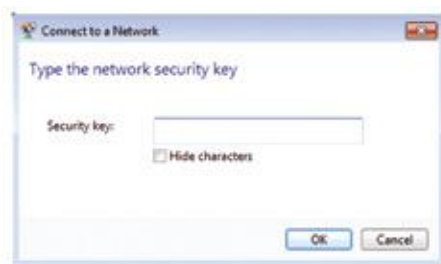 Connect to a Network
Type the network security key
Security key:
Hide characters
OK Cancel